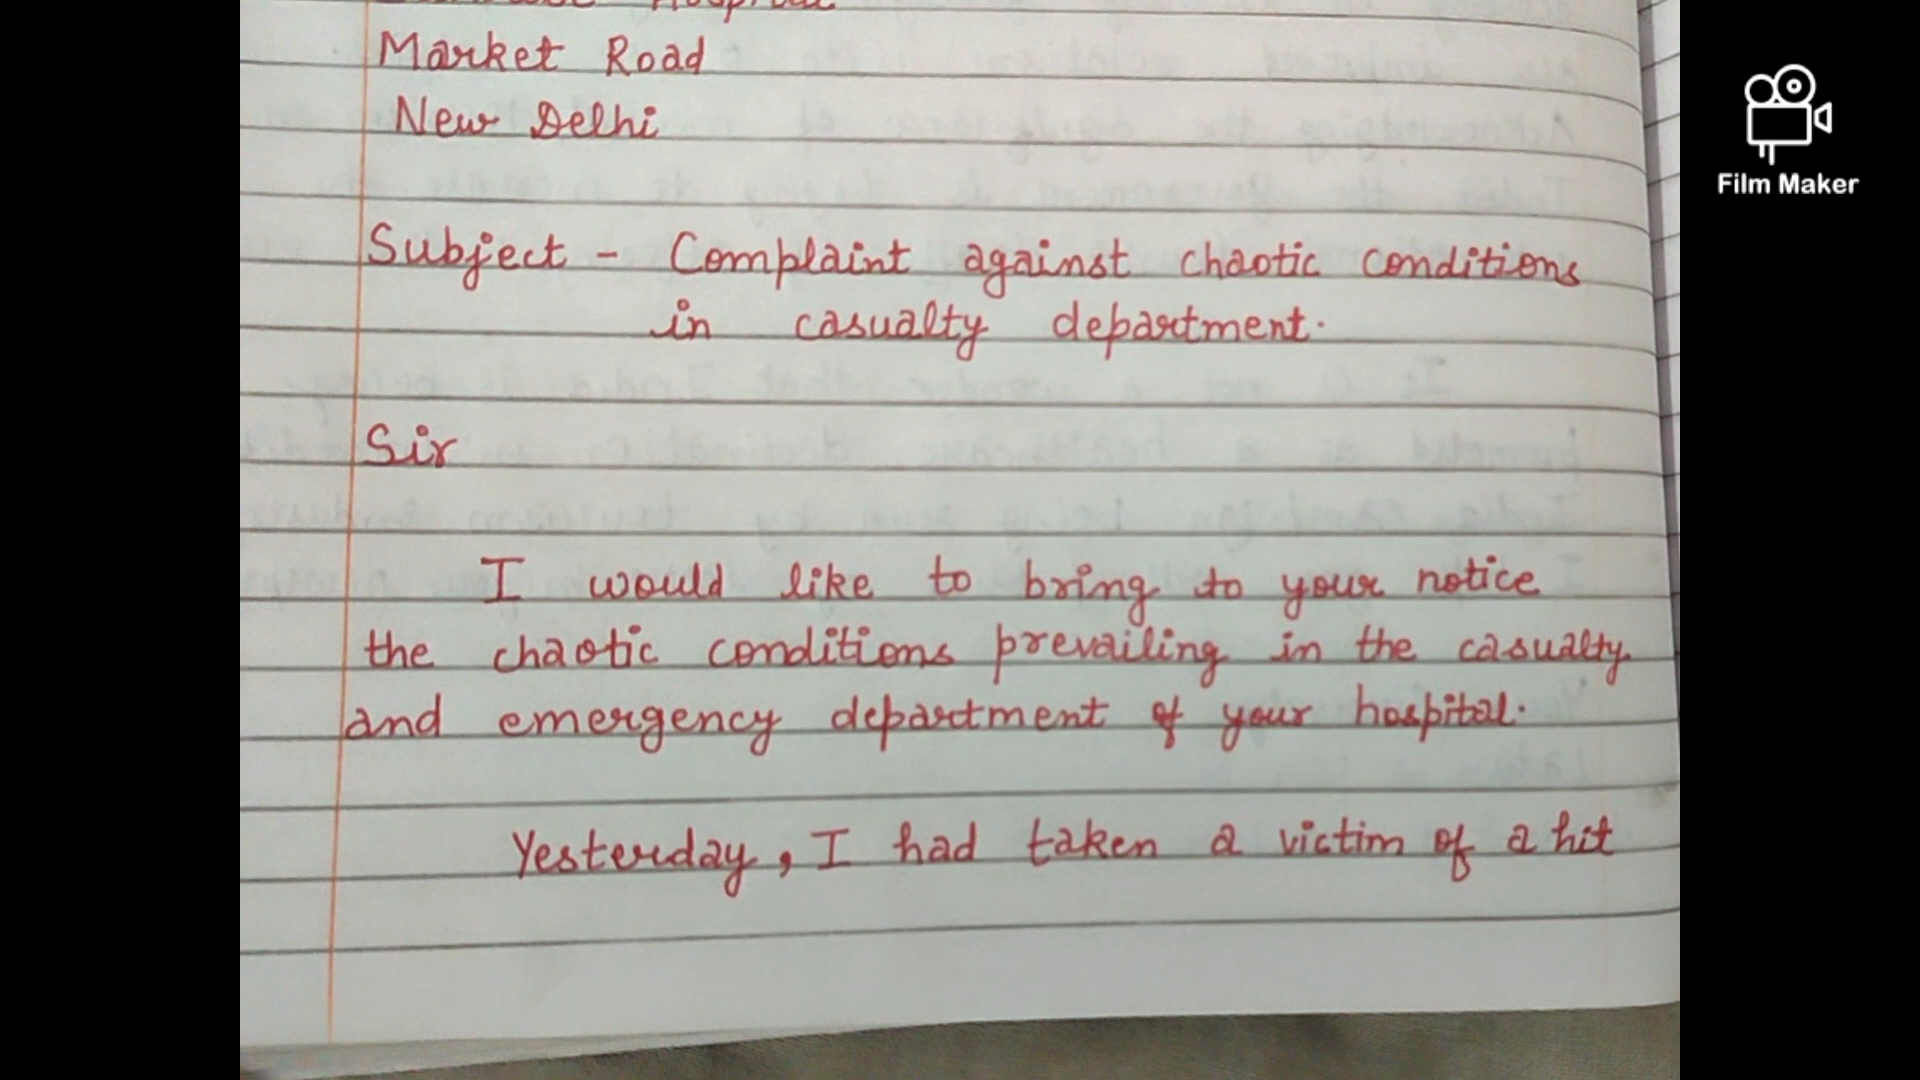 Hospital
Market Road
New Delhi
Subject - Complaint against chaotic conditions
in casualty department.
Sir
I would like to bring to your notice
the chaotic conditions prevailing in the casualty
and emergency department of your hospital.
Yesterday, I had taken a victim of a hit
Film Maker